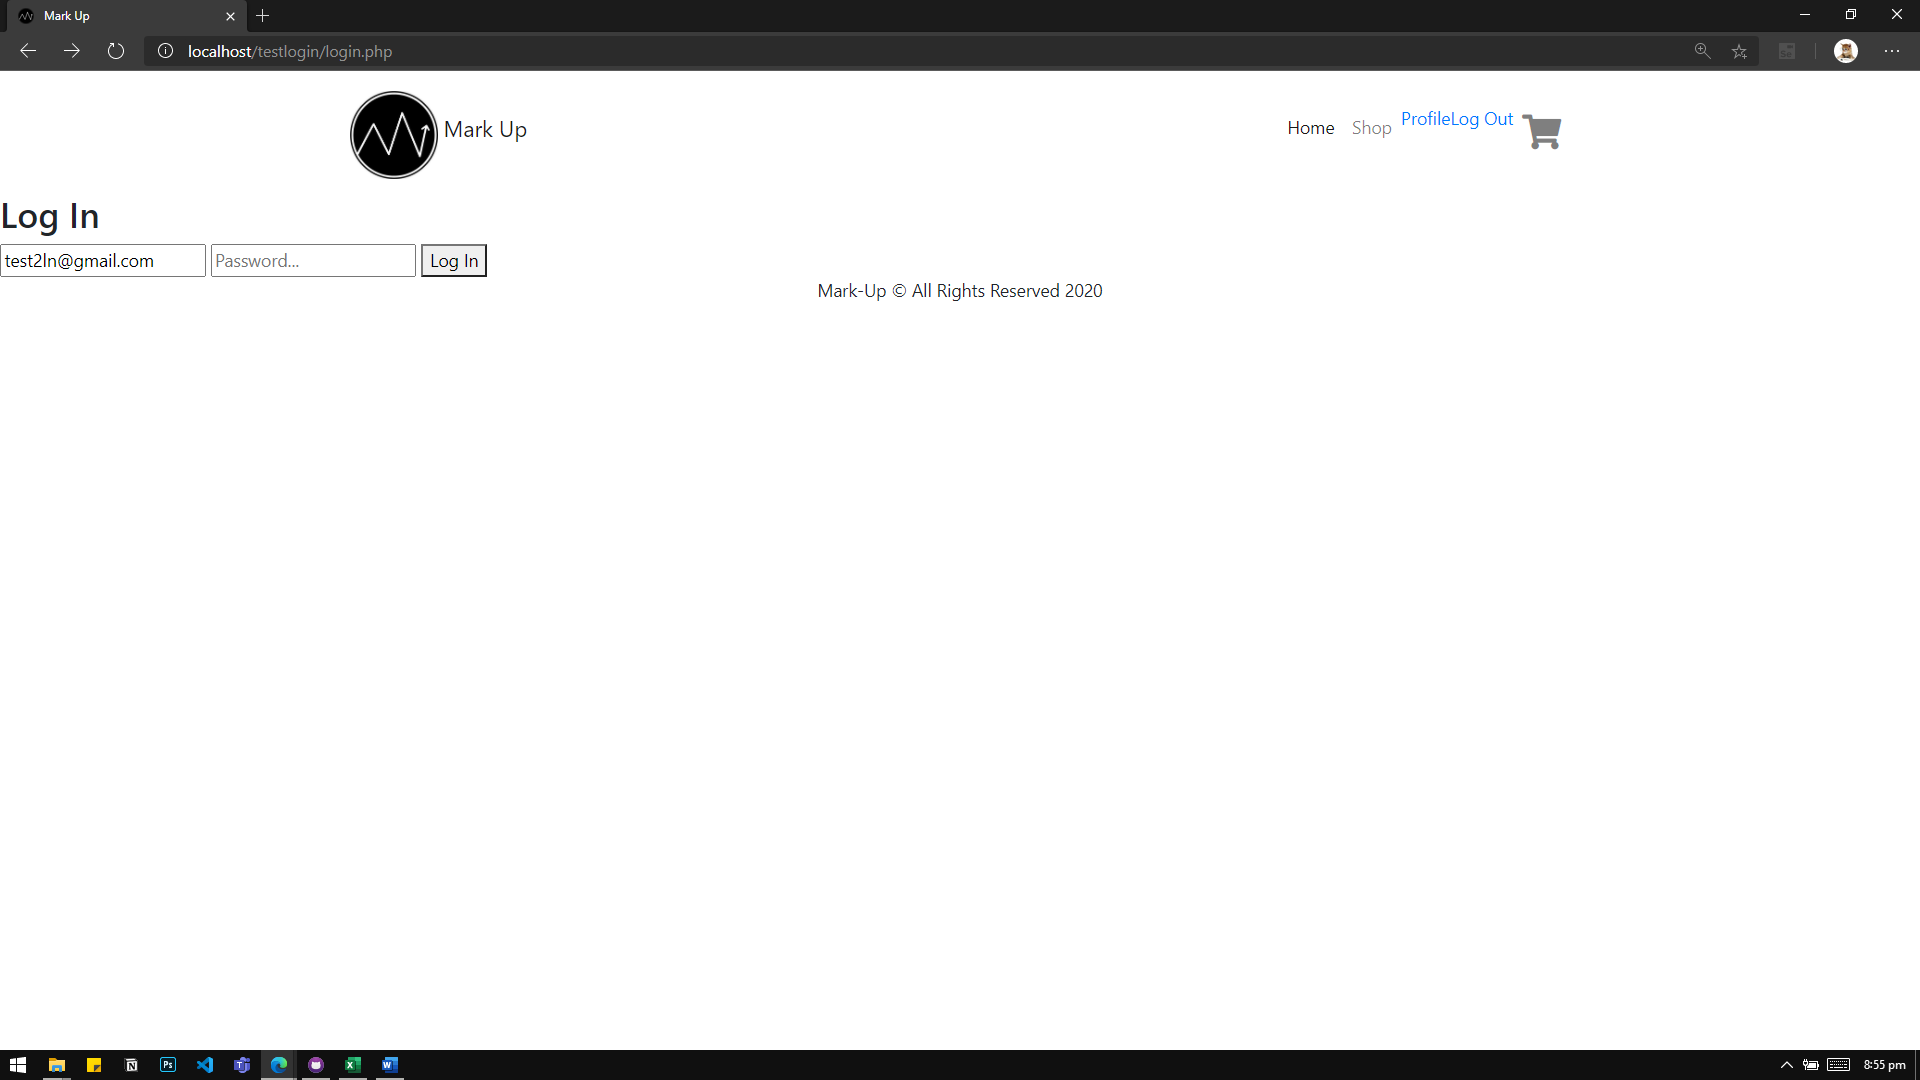 Mark Up
localhost/testlogin/login.php
Mark Up
Home Shop ProfileLog Out
Log In
test2ln@gmail.com Password... Log In
Mark-Up © All Rights Reserved 2020
8:55 pm